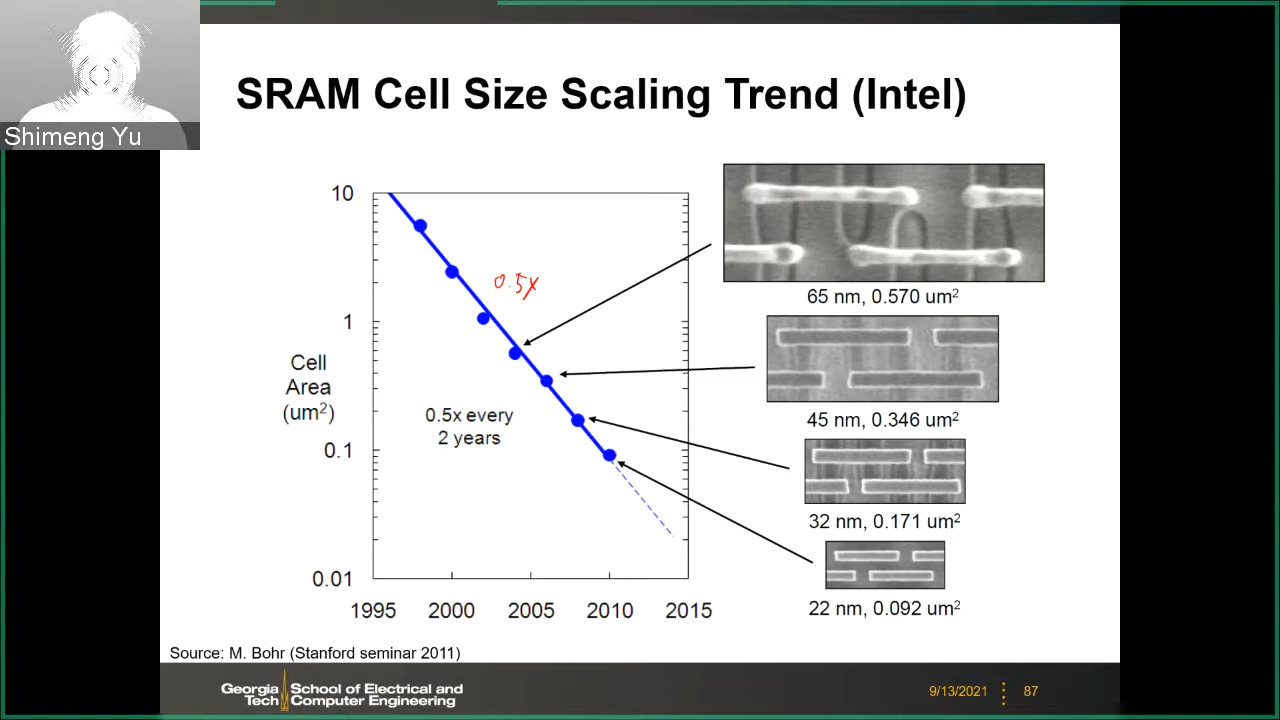 Shimeng Yu
SRAM Cell Size Scaling Trend (Intel)
10
1
0.1
0.01
Cell
Area
(um²)
0.5x
0.5x every
2 years
1995 2000 2005 2010 2015
65 nm, 0.570 um²
45 nm, 0.346 um²
32 nm, 0.171 um²
22 nm, 0.092 um²
Source: M. Bohr (Stanford seminar 2011)
Georgia
Tech
School of Electrical and
Computer Engineering
9/13/2021
87